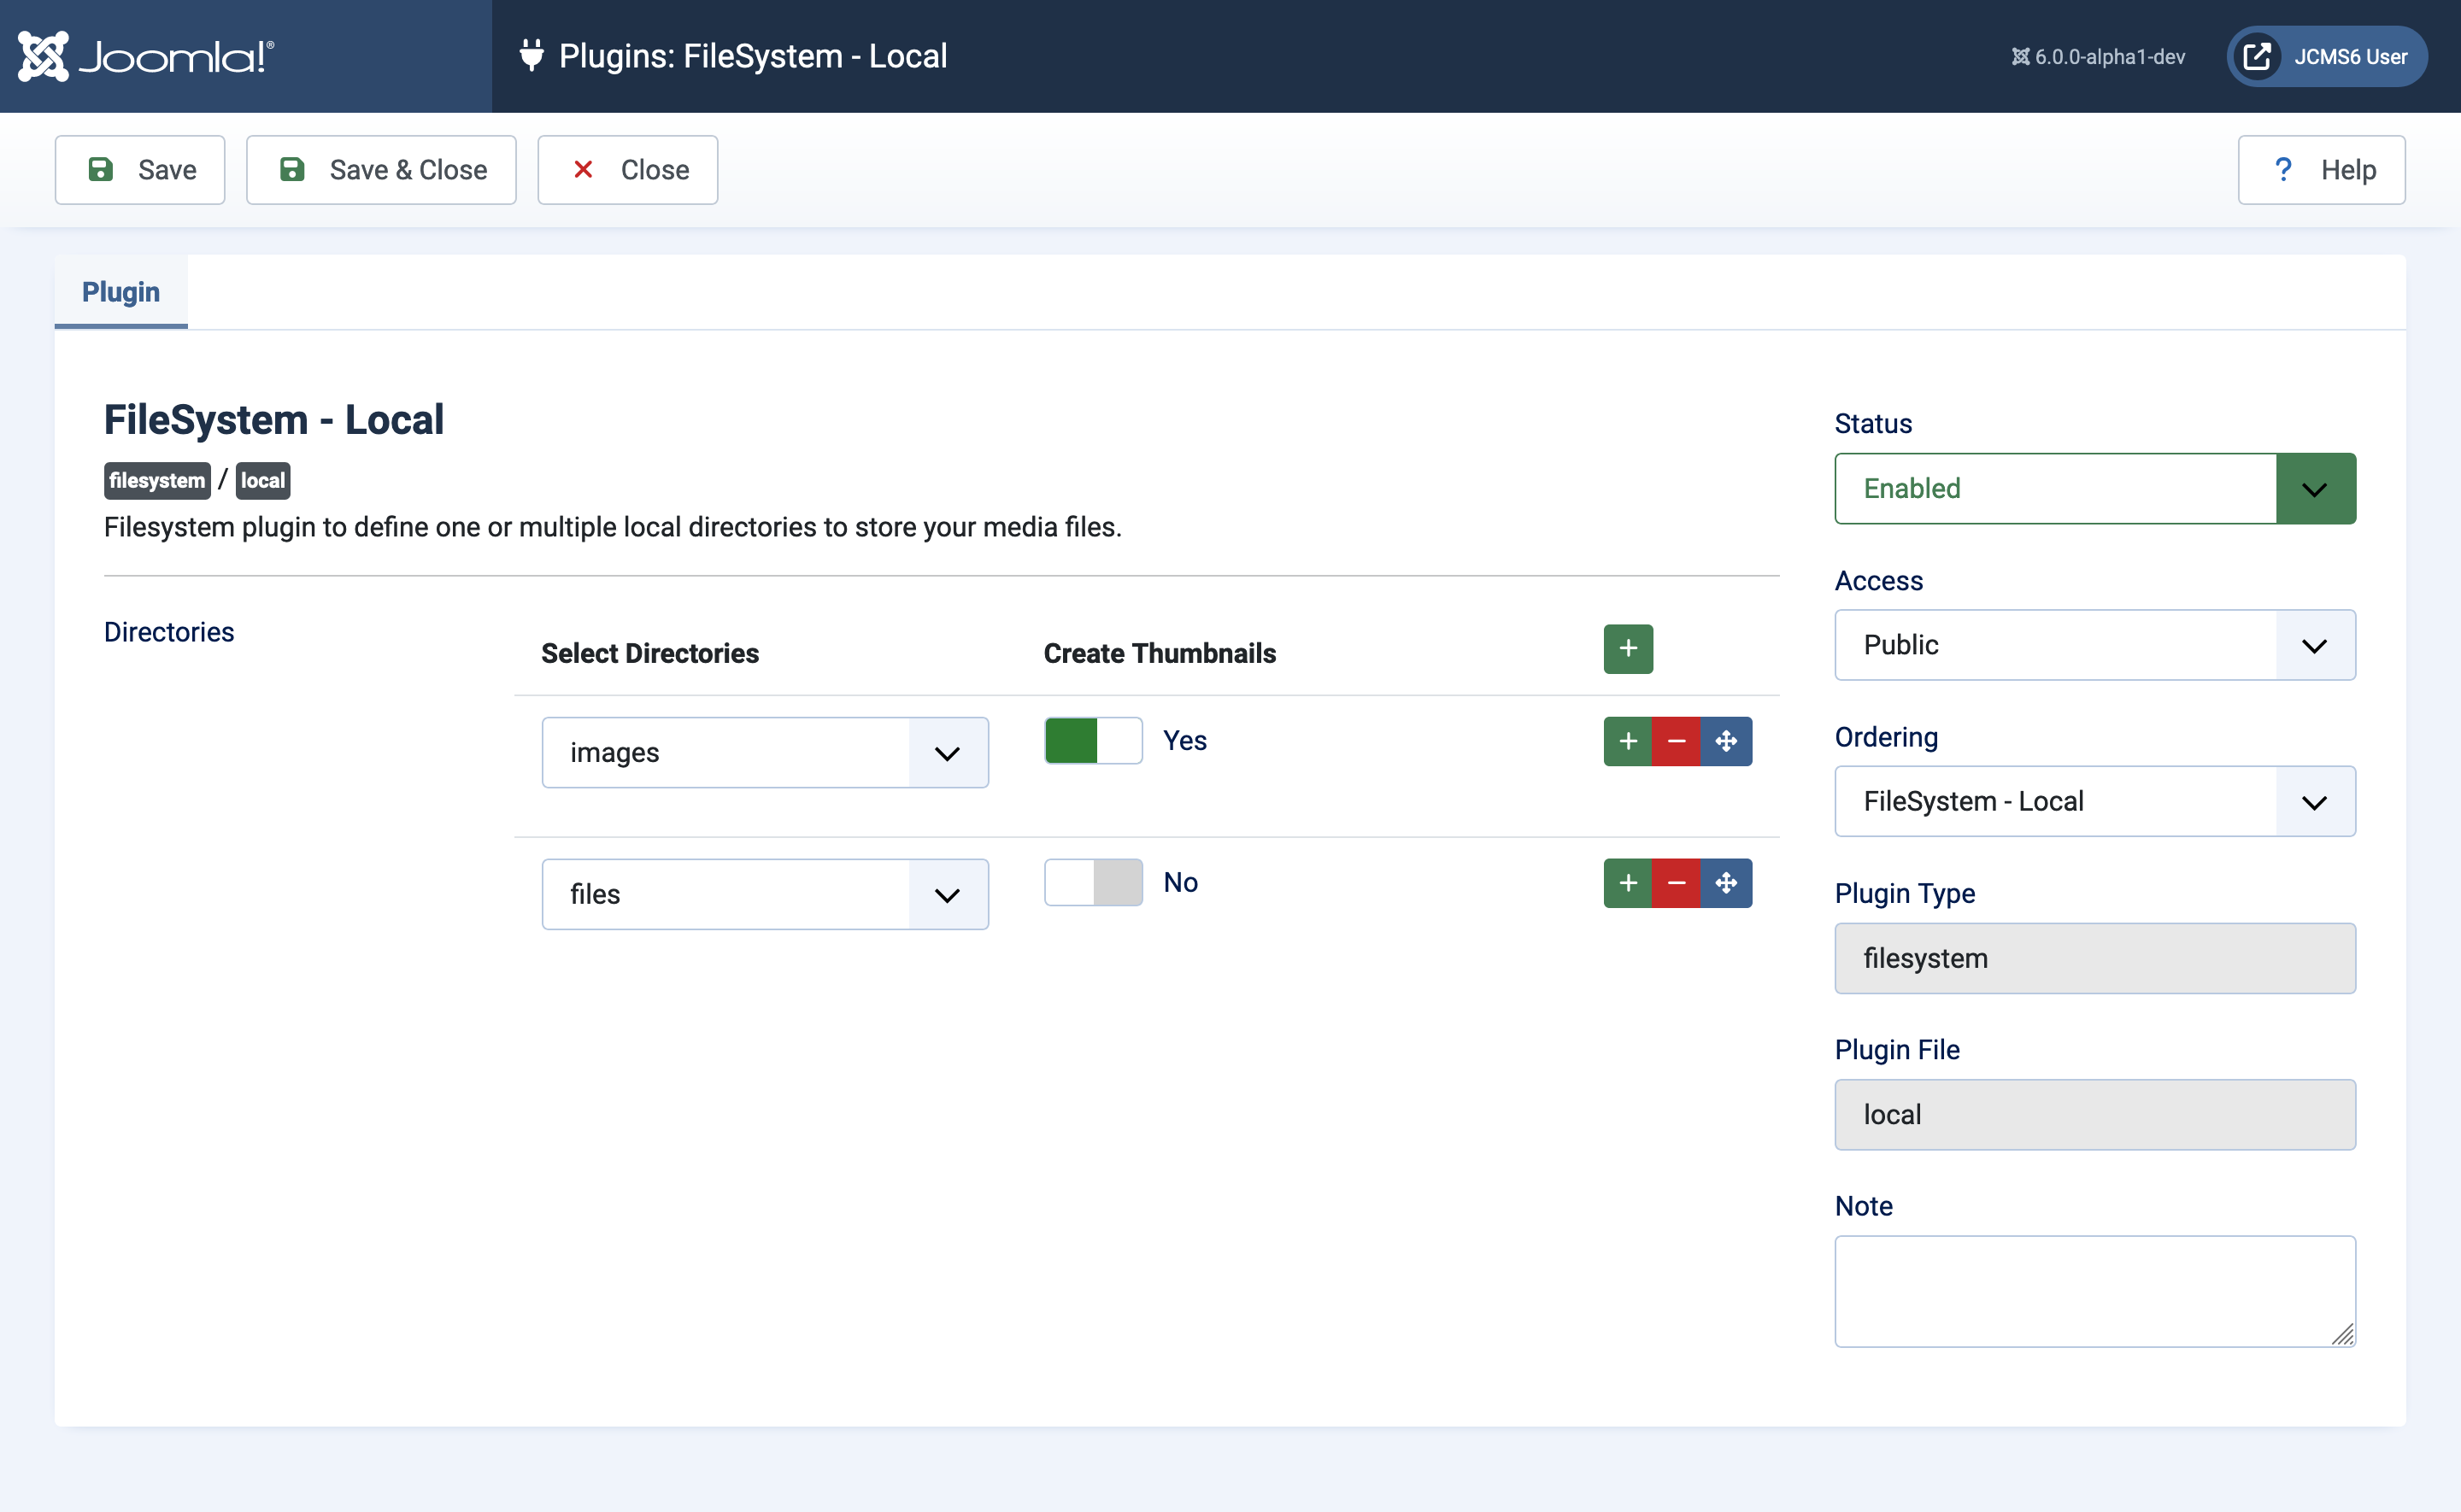 Joomla!®
Plugins: FileSystem - Local
6.0.0-alpha1-dev
JCMS6 User
Save
Save & Close
Close
? Help
Plugin
FileSystem - Local
filesystem / local
Filesystem plugin to define one or multiple local directories to store your media files.
Directories
Select Directories
Create Thumbnails
images
Yes
files
No
Status
Enabled
Access
Public
Ordering
FileSystem - Local
Plugin Type
filesystem
Plugin File
local
Note